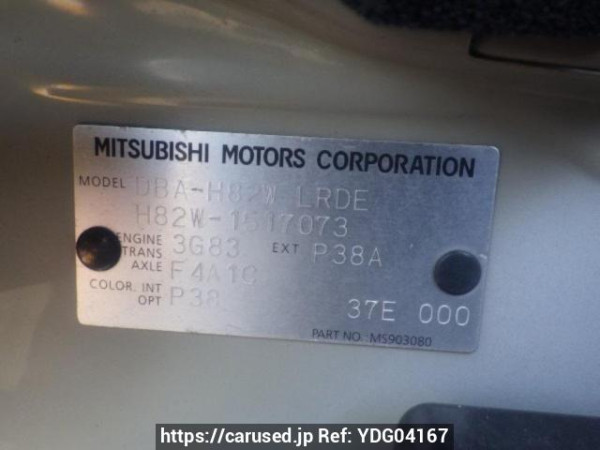 MITSUBISHI MOTORS CORPORATION
MODEL DBA-H82W LRDE
H82W-1517073
ENGINE 3G83 EXT P38A
TRANS
AXLE F4A1C
COLOR. INT P38
OPT 37E 000
PART NO. MS903080
https://carused.jp Ref: YDG04167